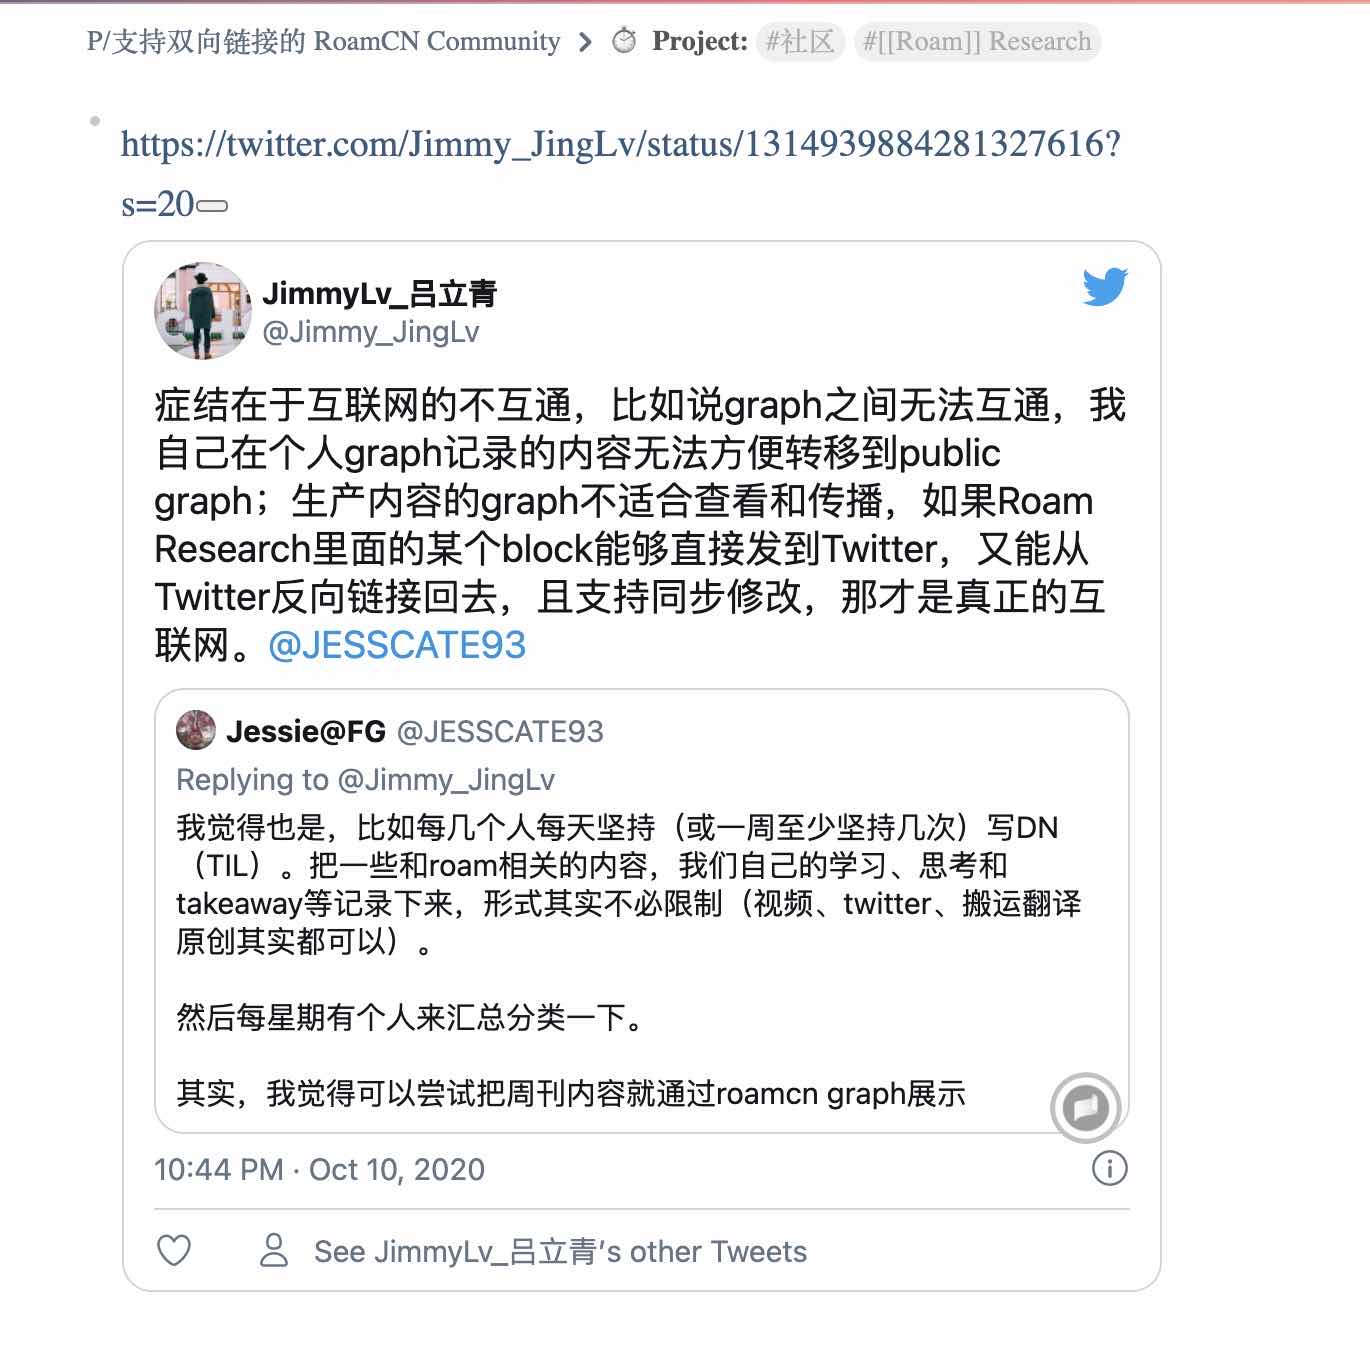 P/支持双向链接的 RoamCN Community > Project: #社区 #[[Roam]] Research
https://twitter.com/Jimmy_JingLv/status/1314939884281327616?
s=20
JimmyLv_吕立青
@Jimmy_JingLv
症结在于互联网的不互通，比如说graph之间无法互通，我
自己在个人graph记录的内容无法方便转移到public
graph；生产内容的graph不适合查看和传播，如果Roam
Research里面的某个block能够直接发到Twitter，又能从
Twitter反向链接回去，且支持同步修改，那才是真正的互
联网。@JESSCATE93
Jessie@FG @JESSCATE93
Replying to @Jimmy_JingLv
我觉得也是，比如每几个人每天坚持（或一周至少坚持几次）写DN
（TIL）。把一些和roam相关的内容，我们自己的学习、思考和
takeaway等记录下来，形式其实不必限制（视频、twitter、搬运翻译
原创其实都可以）。
然后每星期有个人来汇总分类一下。
其实，我觉得可以尝试把周刊内容就通过roamcn graph展示
10:44 PM · Oct 10, 2020
See JimmyLv_吕立青's other Tweets